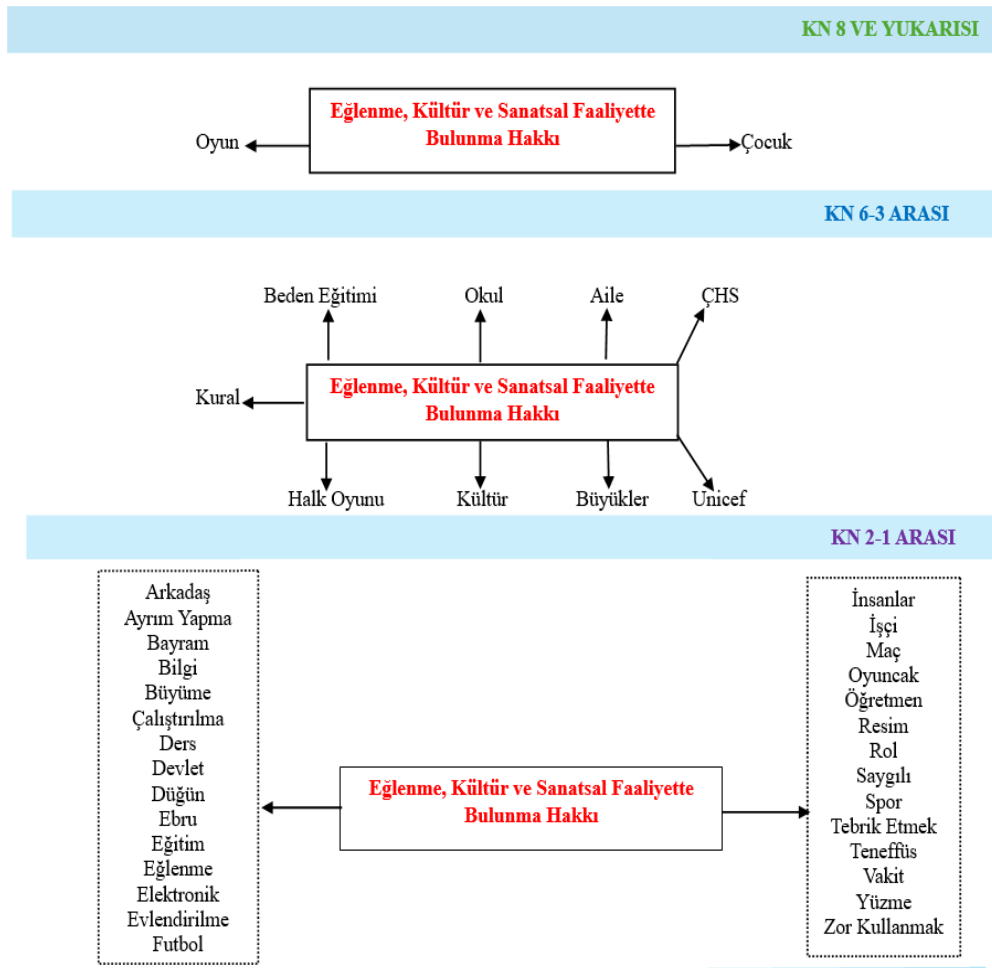 KN 8 VE YUKARISI
Eğlenme, Kültür ve Sanatsal Faaliyette
Bulunma Hakkı
Oyun
Çocuk
KN 6-3 ARASI
Beden Eğitimi
Okul
Aile
ÇHS
Eğlenme, Kültür ve Sanatsal Faaliyette
Bulunma Hakkı
Kural
Halk Oyunu
Kültür
Büyükler
Unicef
KN 2-1 ARASI
Arkadaş
Ayrım Yapma
Bayram
Bilgi
Büyüme
Çalıştırılma
Ders
Devlet
Düğün
Ebru
Eğitim
Eğlenme
Elektronik
Evlendirilme
Futbol
Eğlenme, Kültür ve Sanatsal Faaliyette
Bulunma Hakkı
İnsanlar
İşçi
Maç
Oyuncak
Öğretmen
Resim
Rol
Saygılı
Spor
Tebrik Etmek
Teneffüs
Vakit
Yüzme
Zor Kullanmak